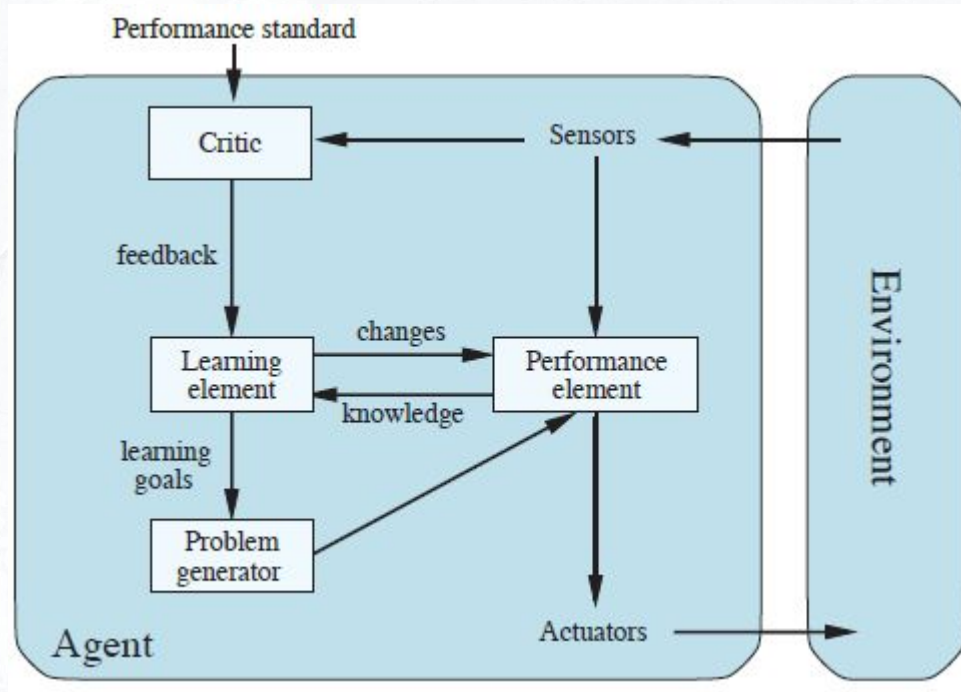 Performance standard
Critic
Sensors
feedback
Learning
element
changes
knowledge
Performance
element
learning
goals
Problem
generator
Agent
Actuators
Environment